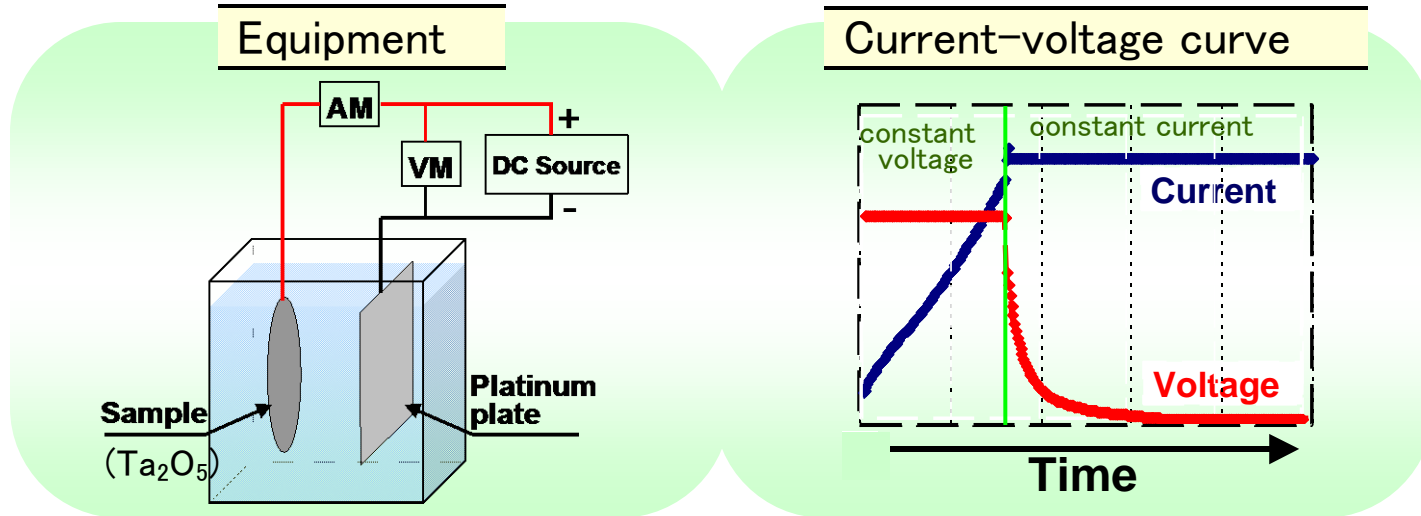 Equipment
AM
+
VM
DC Source
-
Sample
(Ta₂O₅)
Platinum
plate
Current-voltage curve
constant
voltage
constant current
Current
Voltage
Time